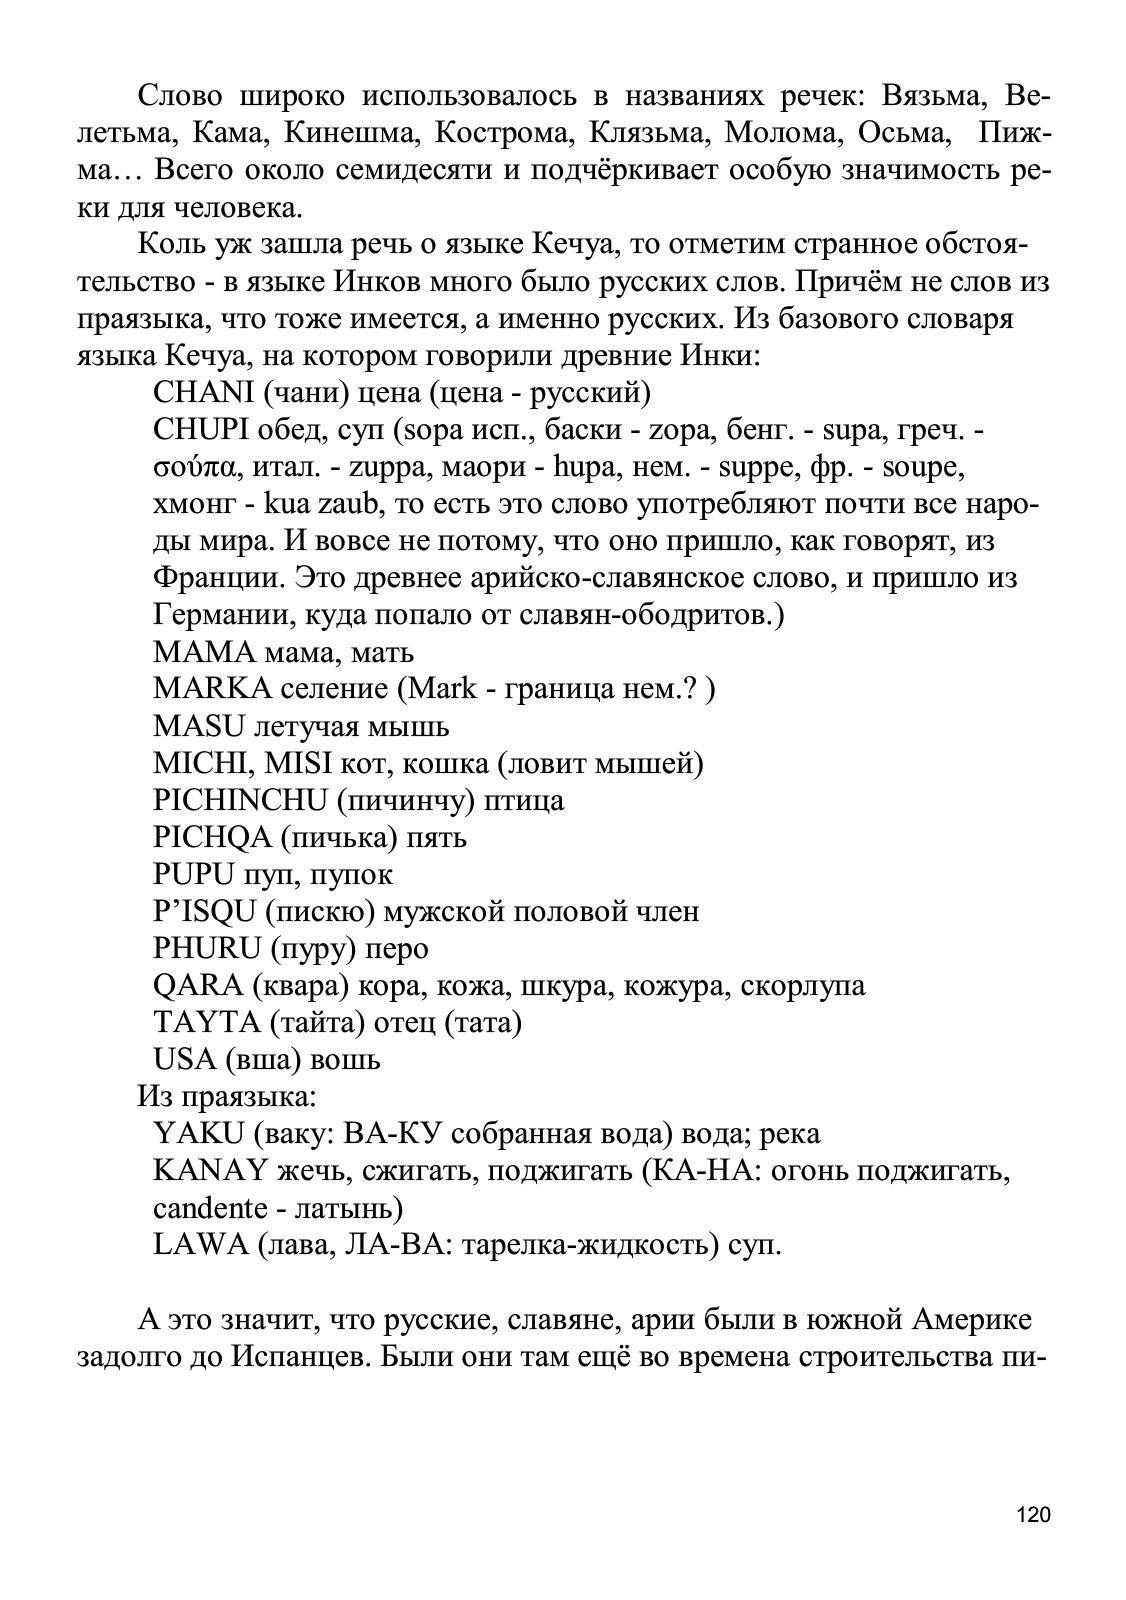 Слово широко использовалось в названиях речек: Вязьма, Ве-
летьма, Кама, Кинешма, Кострома, Клязьма, Молома, Осьма, Пиж-
ма… Всего около семидесяти и подчёркивает особую значимость ре-
ки для человека.
Коль уж зашла речь о языке Кечуа, то отметим странное обстоя-
тельство - в языке Инков много было русских слов. Причём не слов из
праязыка, что тоже имеется, а именно русских. Из базового словаря
языка Кечуа, на котором говорили древние Инки:
CHANI (чани) цена (цена - русский)
CHUPI обед, суп (sopa исп., баски - zopa, бенг. - supa, греч. -
σούπα, итал. - zuppa, маори - hupa, нем. - suppe, фр. - soupe,
хмонг - kua zaub, то есть это слово употребляют почти все наро-
ды мира. И вовсе не потому, что оно пришло, как говорят, из
Франции. Это древнее арийско-славянское слово, и пришло из
Германии, куда попало от славян-ободритов.)
MAMA мама, мать
MARKA селение (Mark - граница нем.? )
MASU летучая мышь
MICHI, MISI кот, кошка (ловит мышей)
PICHINCHU (пичинчу) птица
PICHQA (пичька) пять
PUPU пуп, пупок
P’ISQU (пискю) мужской половой член
PHURU (пуру) перо
QARA (квара) кора, кожа, шкура, кожура, скорлупа
TAYTA (тайта) отец (тата)
USA (вша) вошь
Из праязыка:
YAKU (ваку: ВА-КУ собранная вода) вода; река
KANAY жечь, сжигать, поджигать (КА-НА: огонь поджигать,
candente - латынь)
LAWA (лава, ЛА-ВА: тарелка-жидкость) суп.
А это значит, что русские, славяне, арии были в южной Америке
задолго до Испанцев. Были они там ещё во времена строительства пи-
120